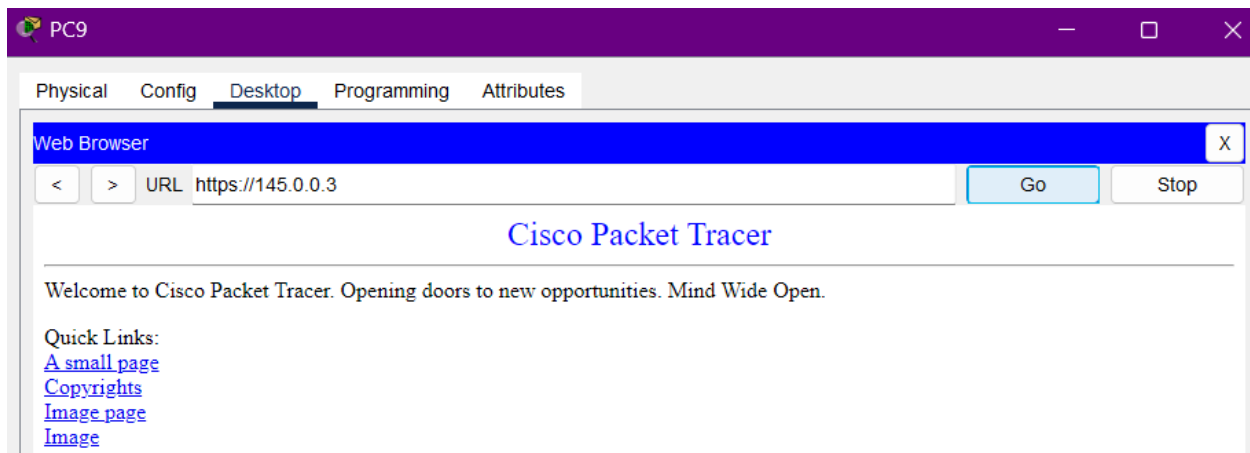 PC9
Physical Config Desktop Programming Attributes
Web Browser X
< > URL https://145.0.0.3 Go Stop
Cisco Packet Tracer
Welcome to Cisco Packet Tracer. Opening doors to new opportunities. Mind Wide Open.
Quick Links:
A small page
Copyrights
Image page
Image